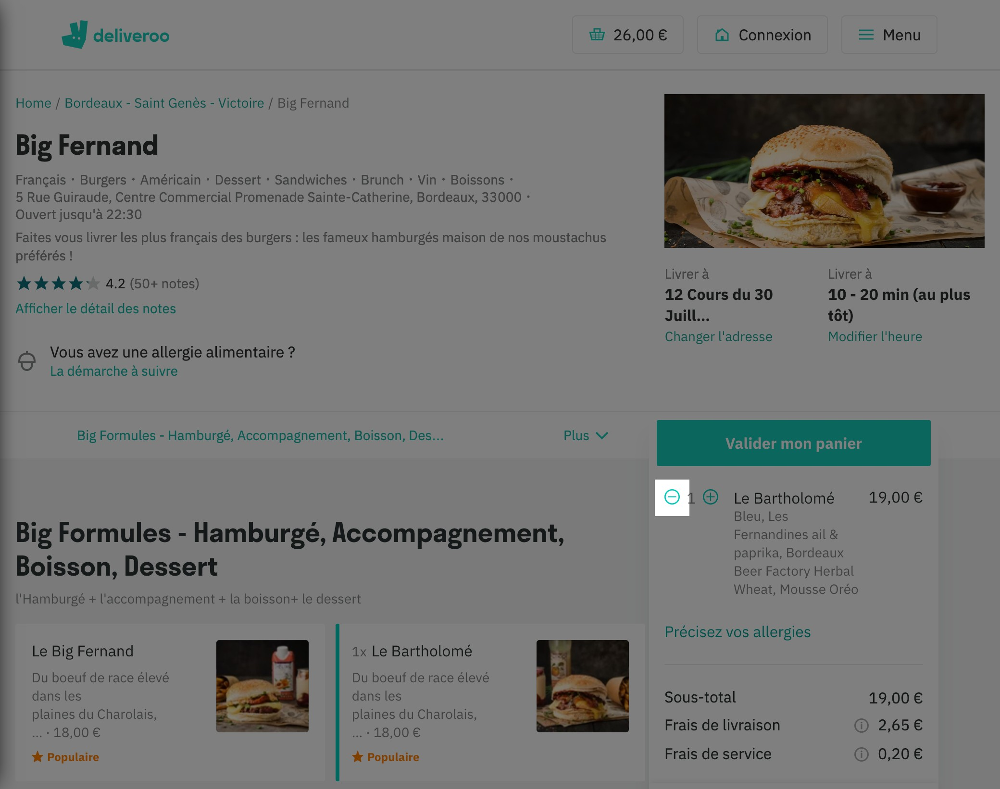 deliveroo
26,00 €
Connexion
Menu
Home / Bordeaux - Saint Genès - Victoire / Big Fernand
Big Fernand
Français · Burgers · Américain · Dessert · Sandwiches · Brunch · Vin · Boissons ·
5 Rue Guiraude, Centre Commercial Promenade Sainte-Catherine, Bordeaux, 33000 ·
Ouvert jusqu'à 22:30
Faites vous livrer les plus français des burgers : les fameux hamburgés maison de nos moustachus
préférés !
4.2 (50+ notes)
Afficher le détail des notes
Vous avez une allergie alimentaire ?
La démarche à suivre
Livrer à
12 Cours du 30
Juill...
Changer l'adresse
Livrer à
10 - 20 min (au plus
tôt)
Modifier l'heure
Big Formules - Hamburgé, Accompagnement, Boisson, Des...
Plus
Valider mon panier
1
Le Bartholomé
19,00 €
Bleu, Les
Fernandines ail &
paprika, Bordeaux
Beer Factory Herbal
Wheat, Mousse Oréo
Précisez vos allergies
Sous-total 19,00 €
Frais de livraison 2,65 €
Frais de service 0,20 €
Big Formules - Hamburgé, Accompagnement,
Boisson, Dessert
l'Hamburgé + l'accompagnement + la boisson+ le dessert
Le Big Fernand
Du boeuf de race élevé
dans les
plaines du Charolais,
... · 18,00 €
Populaire
1x Le Bartholomé
Du boeuf de race élevé
dans les
plaines du Charolais,
... · 18,00 €
Populaire